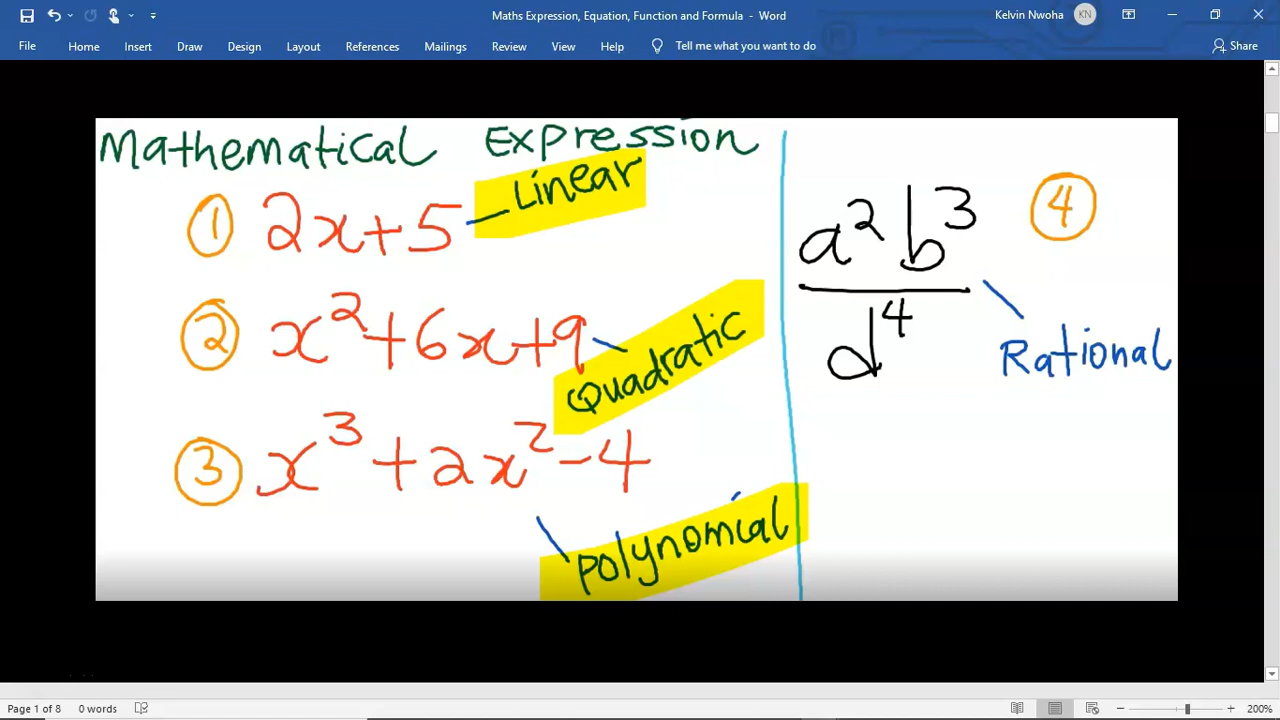 Maths Expression, Equation, Function and Formula - Word
Kelvin Nwoha KN
File Home Insert Draw Design Layout References Mailings Review View Help Tell me what you want to do Share
Mathematical Expression
① 2x+5 Linear
② x²+6x+9 Quadratic
③ x³+2x²-4
polynomial
a²b³ ④
d⁴
Rational
Page 1 of 8 0 words 200%